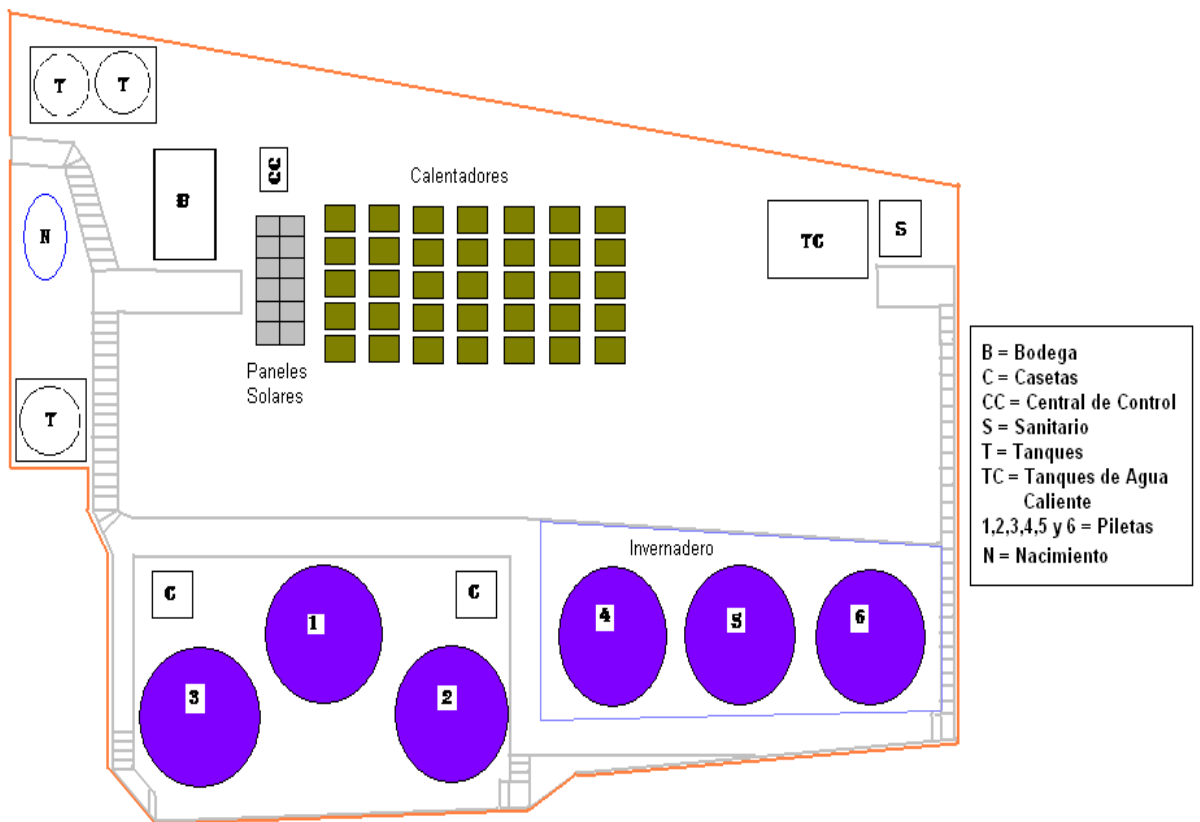 T T
CC
Calentadores
B
N
TC
S
Paneles
Solares
T
B = Bodega
C = Casetas
CC = Central de Control
S = Sanitario
T = Tanques
TC = Tanques de Agua
Caliente
1,2,3,4,5 y 6 = Piletas
N = Nacimiento
Invernadero
C
C
1
4
5
6
3
2